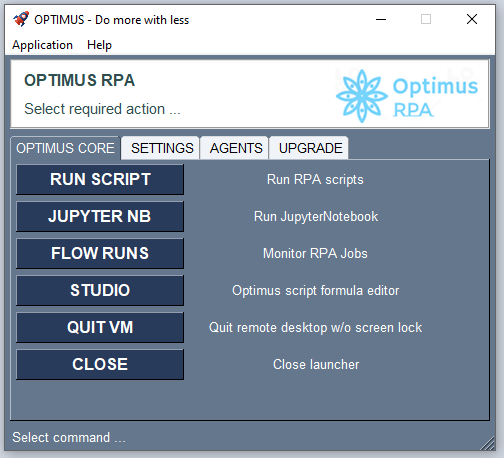 OPTIMUS - Do more with less
Application Help
OPTIMUS RPA
Select required action ...
Optimus
RPA
OPTIMUS CORE SETTINGS AGENTS UPGRADE
RUN SCRIPT Run RPA scripts
JUPYTER NB Run JupyterNotebook
FLOW RUNS Monitor RPA Jobs
STUDIO Optimus script formula editor
QUIT VM Quit remote desktop w/o screen lock
CLOSE Close launcher
Select command ...